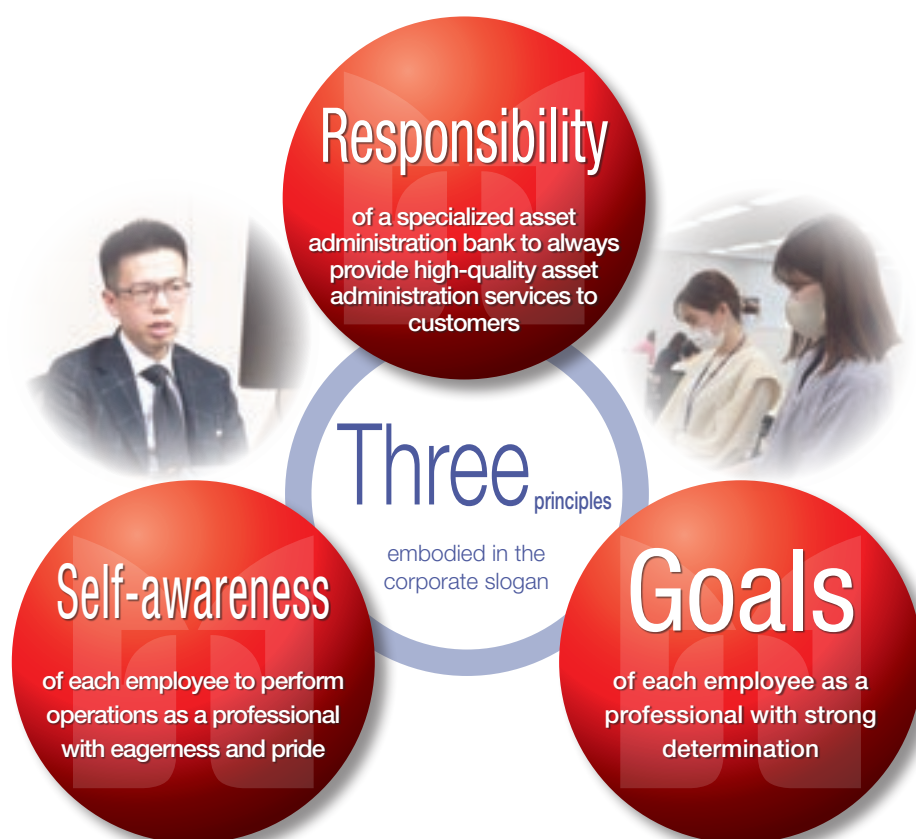 Responsibility
of a specialized asset
administration bank to always
provide high-quality asset
administration services to
customers
Three principles
embodied in the
corporate slogan
Self-awareness
of each employee to perform
operations as a professional
with eagerness and pride
Goals
of each employee as a
professional with strong
determination